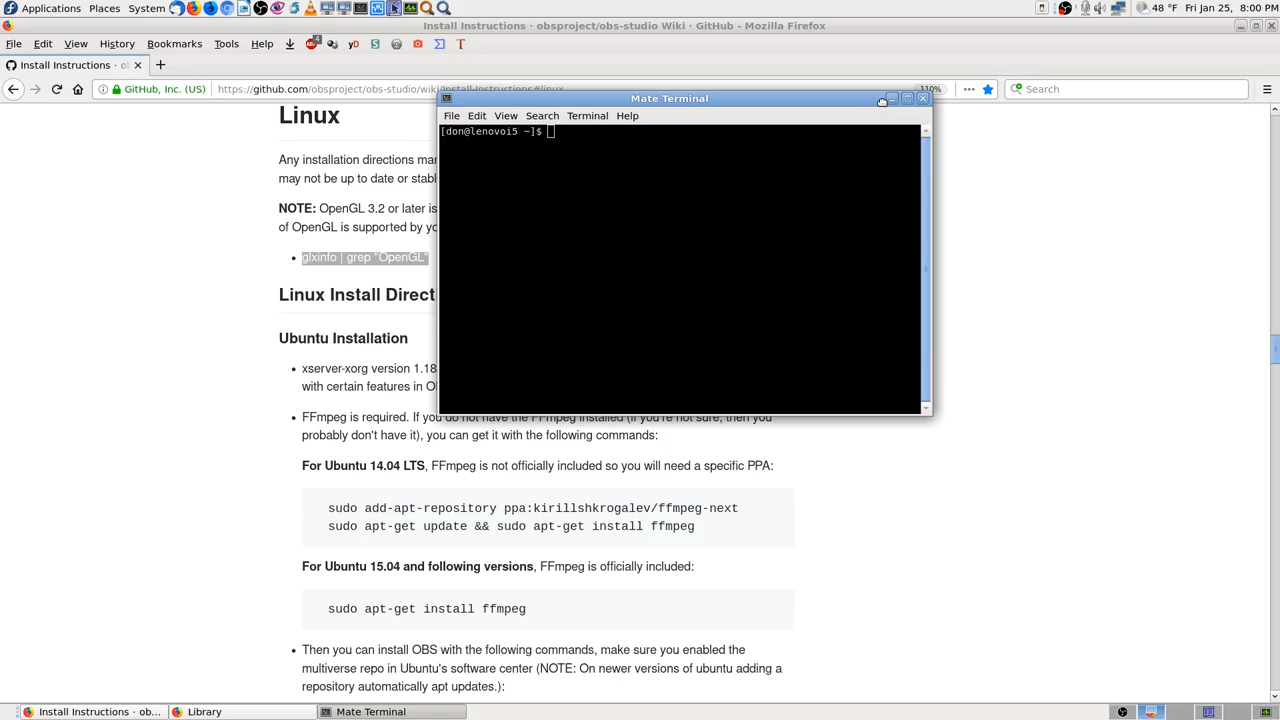 Applications Places System
48 °F Fri Jan 25, 8:00 PM
Install Instructions · obsproject/obs-studio Wiki · GitHub - Mozilla Firefox
File Edit View History Bookmarks Tools Help
Install Instructions · ob
GitHub, Inc. (US) https://github.com/obsproject/obs-studio/wiki/Install-Instructions#linux 110% Search
Mate Terminal
File Edit View Search Terminal Help
[don@lenovoi5 ~]$
Linux
Any installation directions mar
may not be up to date or stabl
NOTE: OpenGL 3.2 or later is
of OpenGL is supported by yo
• glxinfo | grep "OpenGL"
Linux Install Direct
Ubuntu Installation
• xserver-xorg version 1.18
with certain features in O
• FFmpeg is required. If you do not have the FFmpeg installed (if you're not sure, then you
probably don't have it), you can get it with the following commands:
For Ubuntu 14.04 LTS, FFmpeg is not officially included so you will need a specific PPA:
sudo add-apt-repository ppa:kirillshkrogalev/ffmpeg-next
sudo apt-get update && sudo apt-get install ffmpeg
For Ubuntu 15.04 and following versions, FFmpeg is officially included:
sudo apt-get install ffmpeg
• Then you can install OBS with the following commands, make sure you enabled the
multiverse repo in Ubuntu's software center (NOTE: On newer versions of ubuntu adding a
repository automatically apt updates.):
Install Instructions · ob... Library Mate Terminal